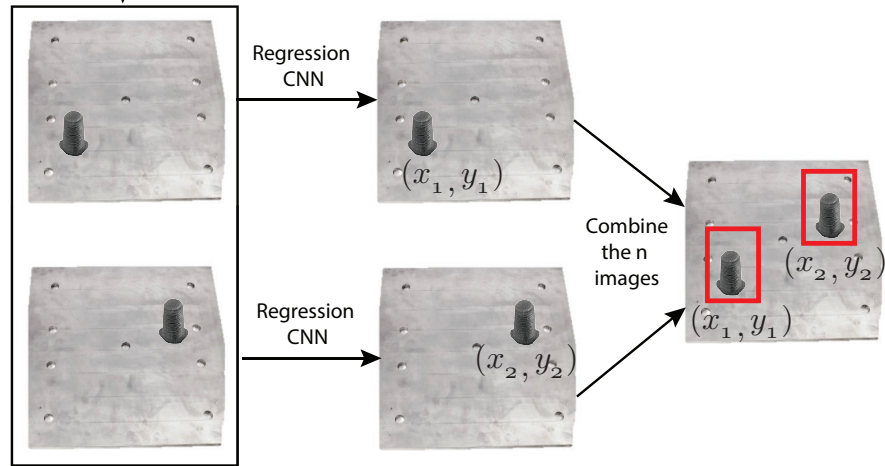 Regression
CNN
(x₁, y₁)
Combine
the n
images
(x₂, y₂)
(x₁, y₁)
Regression
CNN
(x₂, y₂)